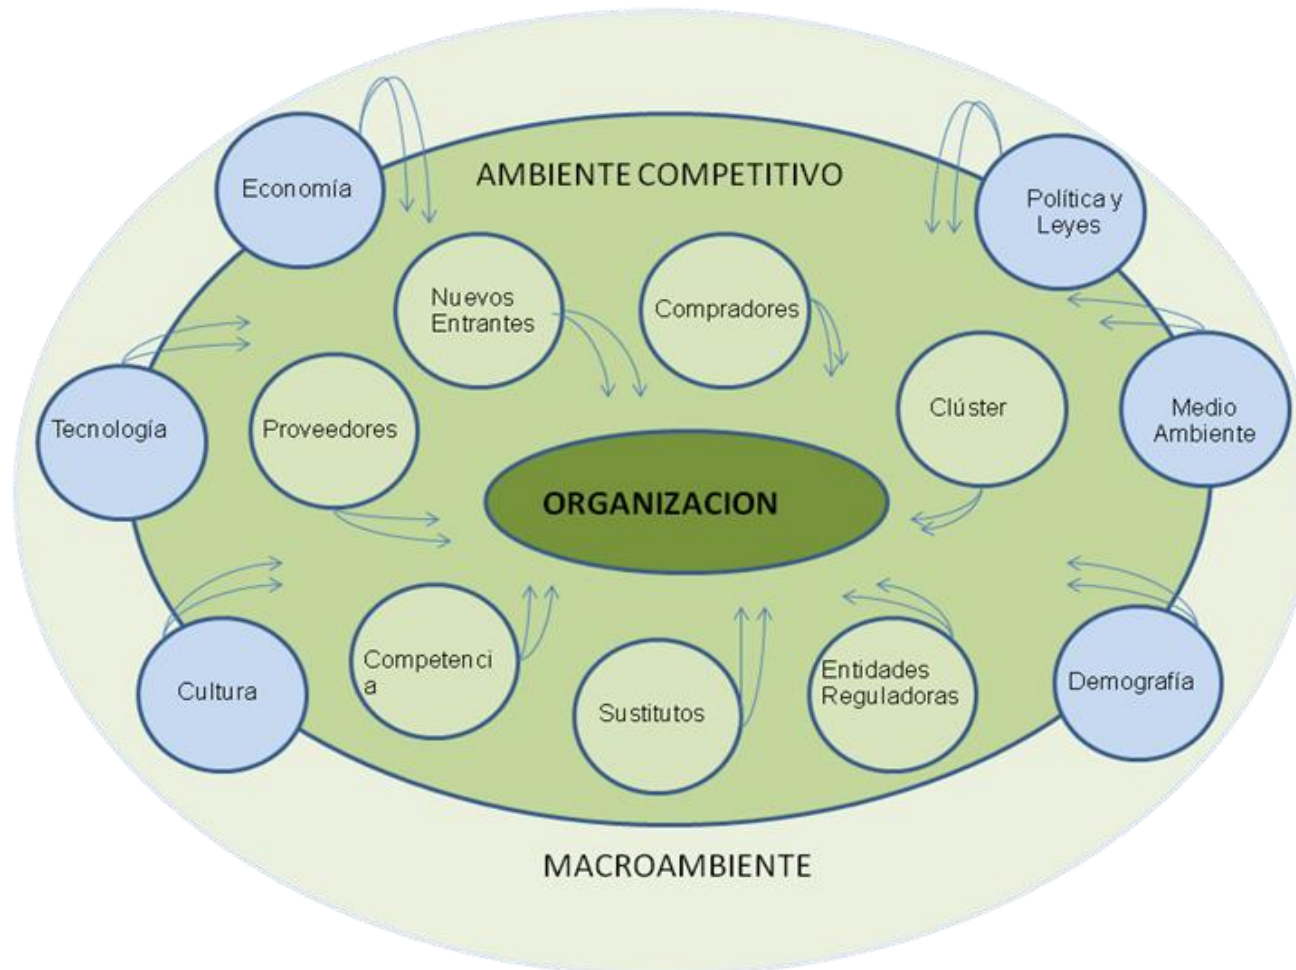 AMBIENTE COMPETITIVO
Economía
Política y
Leyes
Nuevos
Entrantes
Compradores
Tecnología
Proveedores
Clúster
Medio
Ambiente
ORGANIZACION
Cultura
Competenci
a
Sustitutos
Entidades
Reguladoras
Demografía
MACROAMBIENTE